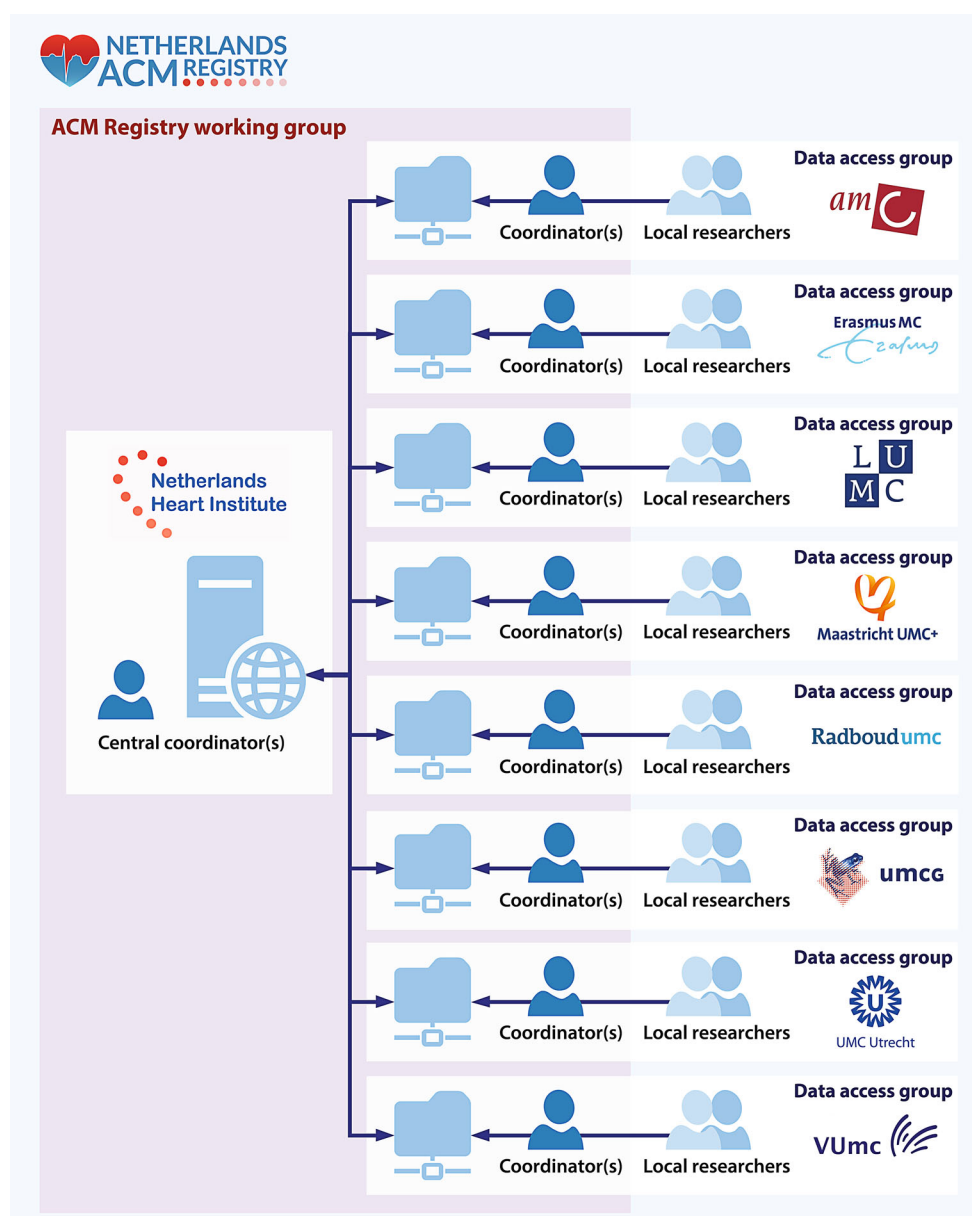 NETHERLANDS
ACM REGISTRY
ACM Registry working group
Data access group
amC
Coordinator(s)
Local researchers
Data access group
Erasmus MC
Erasmus
Coordinator(s)
Local researchers
Data access group
L U
M C
Coordinator(s)
Local researchers
Netherlands
Heart Institute
Central coordinator(s)
Data access group
Maastricht UMC+
Coordinator(s)
Local researchers
Data access group
Radboudumc
Coordinator(s)
Local researchers
Data access group
umcG
Coordinator(s)
Local researchers
Data access group
U
UMC Utrecht
Coordinator(s)
Local researchers
Data access group
VUmc
Coordinator(s)
Local researchers